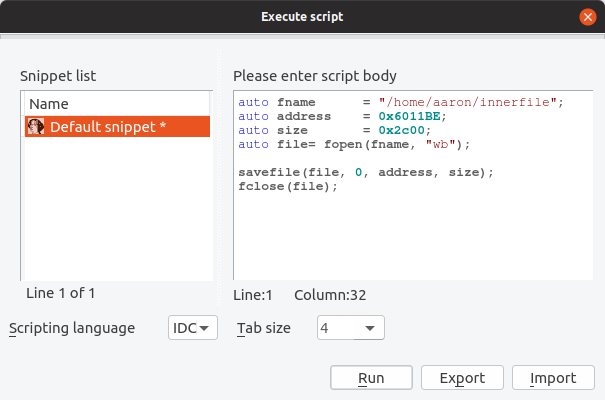 Execute script
Snippet list
Name
Default snippet *
Line 1 of 1
Please enter script body
auto fname      = "/home/aaron/innerfile";
auto address    = 0x6011BE;
auto size       = 0x2c00;
auto file= fopen(fname, "wb");
savefile(file, 0, address, size);
fclose(file);
Line:1 Column:32
Scripting language IDC Tab size 4
Run Export Import